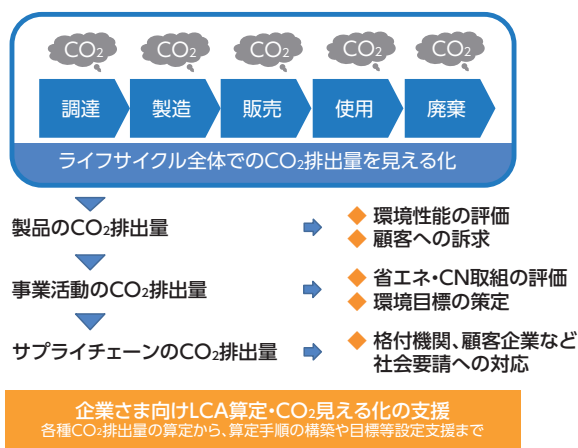 CO₂ CO₂ CO₂ CO₂ CO₂
調達 製造 販売 使用 廃棄
ライフサイクル全体でのCO₂排出量を見える化
製品のCO₂排出量
◆ 環境性能の評価
◆ 顧客への訴求
事業活動のCO₂排出量
◆ 省エネ・CN取組の評価
◆ 環境目標の策定
サプライチェーンのCO₂排出量
◆ 格付機関、顧客企業など
社会要請への対応
企業さま向けLCA算定・CO₂見える化の支援
各種CO₂排出量の算定から、算定手順の構築や目標等設定支援まで